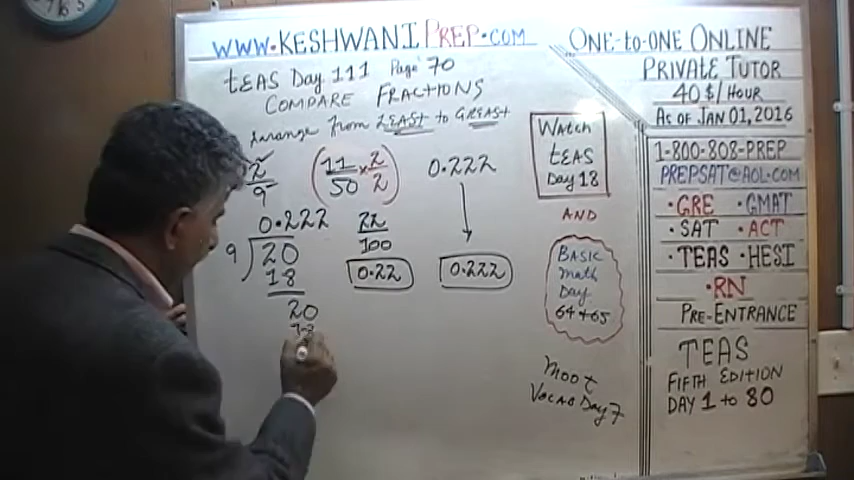 WWW.KESHWANIPREP.COM
tEAS Day 111 Page 70
COMPARE FRACTIONS
Arrange from LEAST to GREAST
2
9
(11/50 × 2/2)
0.222
0.222
9)20
18
20
22
100
0.22
0.222
WATCH
tEAS
DAY 18
AND
BASIC
math
Day
64+65
MOOT
VOCAB DAY 7
ONE-to-ONE ONLINE
PRIVATE TUTOR
40$/HOUR
AS OF JAN 01,2016
1-800-808-PREP
PREPSAT@AOL.COM
•GRE •GMAT
•SAT •ACT
•TEAS •HESI
•RN
PRE-ENTRANCE
TEAS
FIFTH EDITION
DAY 1 to 80